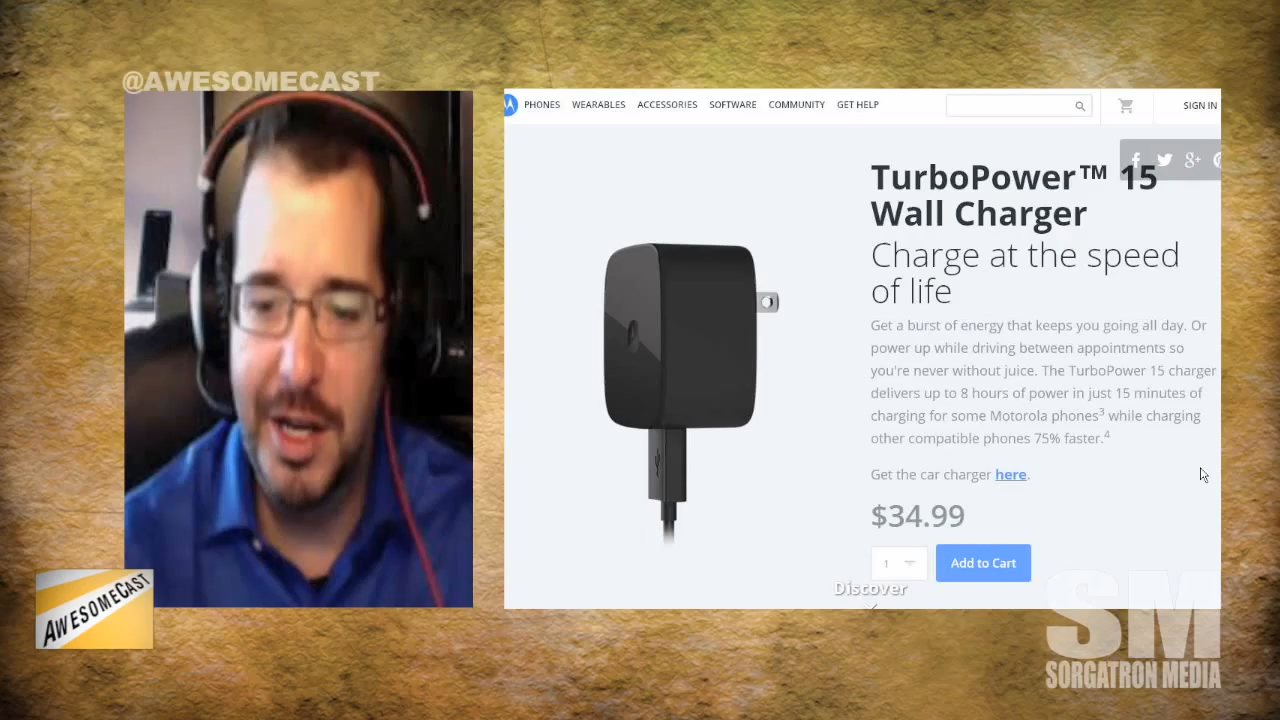 @AWESOMECAST
PHONES WEARABLES ACCESSORIES SOFTWARE COMMUNITY GET HELP SIGN IN
TurboPower™ 15
Wall Charger
Charge at the speed
of life
Get a burst of energy that keeps you going all day. Or
power up while driving between appointments so
you're never without juice. The TurboPower 15 charger
delivers up to 8 hours of power in just 15 minutes of
charging for some Motorola phones³ while charging
other compatible phones 75% faster.⁴
Get the car charger here.
$34.99
1 Add to Cart
Discover
AWESOMECAST
SM
SORGATRON MEDIA